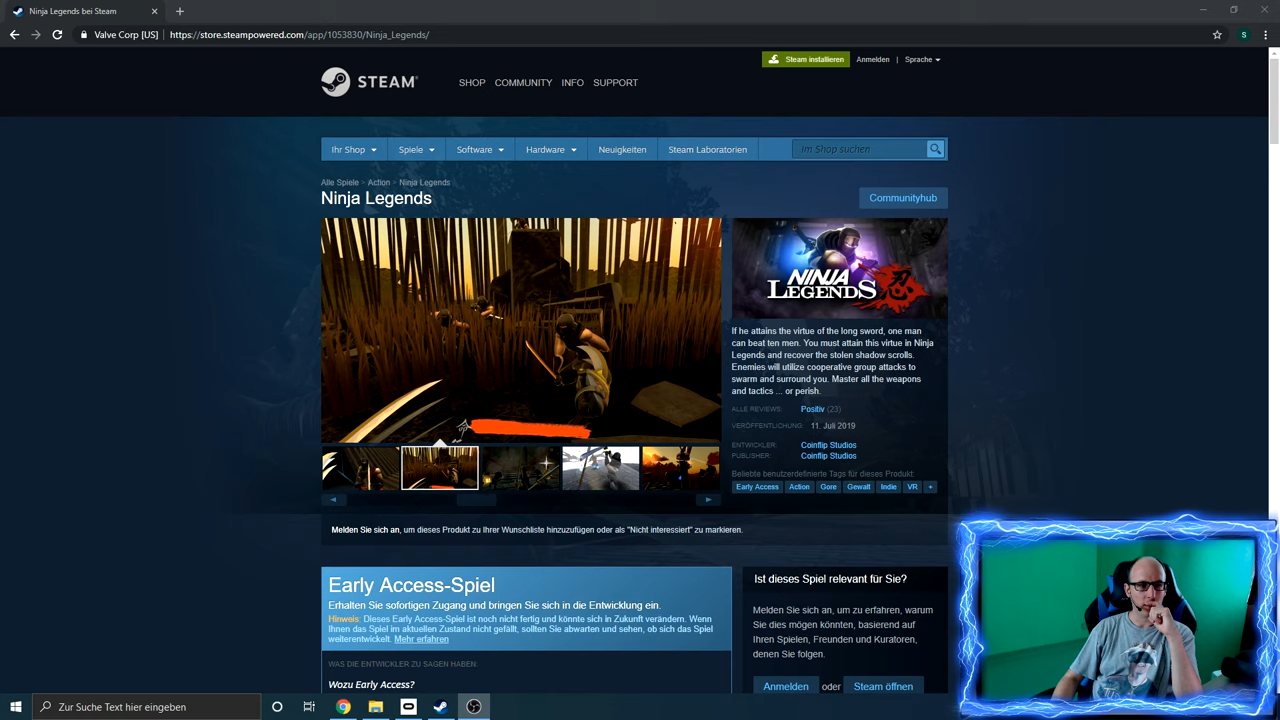 Ninja Legends bei Steam
Valve Corp [US] | https://store.steampowered.com/app/1053830/Ninja_Legends/
S
Steam installieren
Anmelden | Sprache
STEAM
SHOP COMMUNITY INFO SUPPORT
Ihr Shop Spiele Software Hardware Neuigkeiten Steam Laboratorien
Im Shop suchen
Alle Spiele > Action > Ninja Legends
Ninja Legends
Communityhub
NINJA
LEGENDS 忍
If he attains the virtue of the long sword, one man
can beat ten men. You must attain this virtue in Ninja
Legends and recover the stolen shadow scrolls.
Enemies will utilize cooperative group attacks to
swarm and surround you. Master all the weapons
and tactics ... or perish.
ALLE REVIEWS: Positiv (23)
VERÖFFENTLICHUNG: 11. Juli 2019
ENTWICKLER: Coinflip Studios
PUBLISHER: Coinflip Studios
Beliebte benutzerdefinierte Tags für dieses Produkt:
Early Access Action Gore Gewalt Indie VR +
Melden Sie sich an, um dieses Produkt zu Ihrer Wunschliste hinzuzufügen oder als "Nicht interessiert" zu markieren.
Early Access-Spiel
Erhalten Sie sofortigen Zugang und bringen Sie sich in die Entwicklung ein.
Hinweis: Dieses Early Access-Spiel ist noch nicht fertig und könnte sich in Zukunft verändern. Wenn
Ihnen das Spiel im aktuellen Zustand nicht gefällt, sollten Sie abwarten und sehen, ob sich das Spiel
weiterentwickelt. Mehr erfahren
WAS DIE ENTWICKLER ZU SAGEN HABEN:
Wozu Early Access?
Ist dieses Spiel relevant für Sie?
Melden Sie sich an, um zu erfahren, warum
Sie dies mögen könnten, basierend auf
Ihren Spielen, Freunden und Kuratoren,
denen Sie folgen.
Anmelden oder Steam öffnen
Zur Suche Text hier eingeben